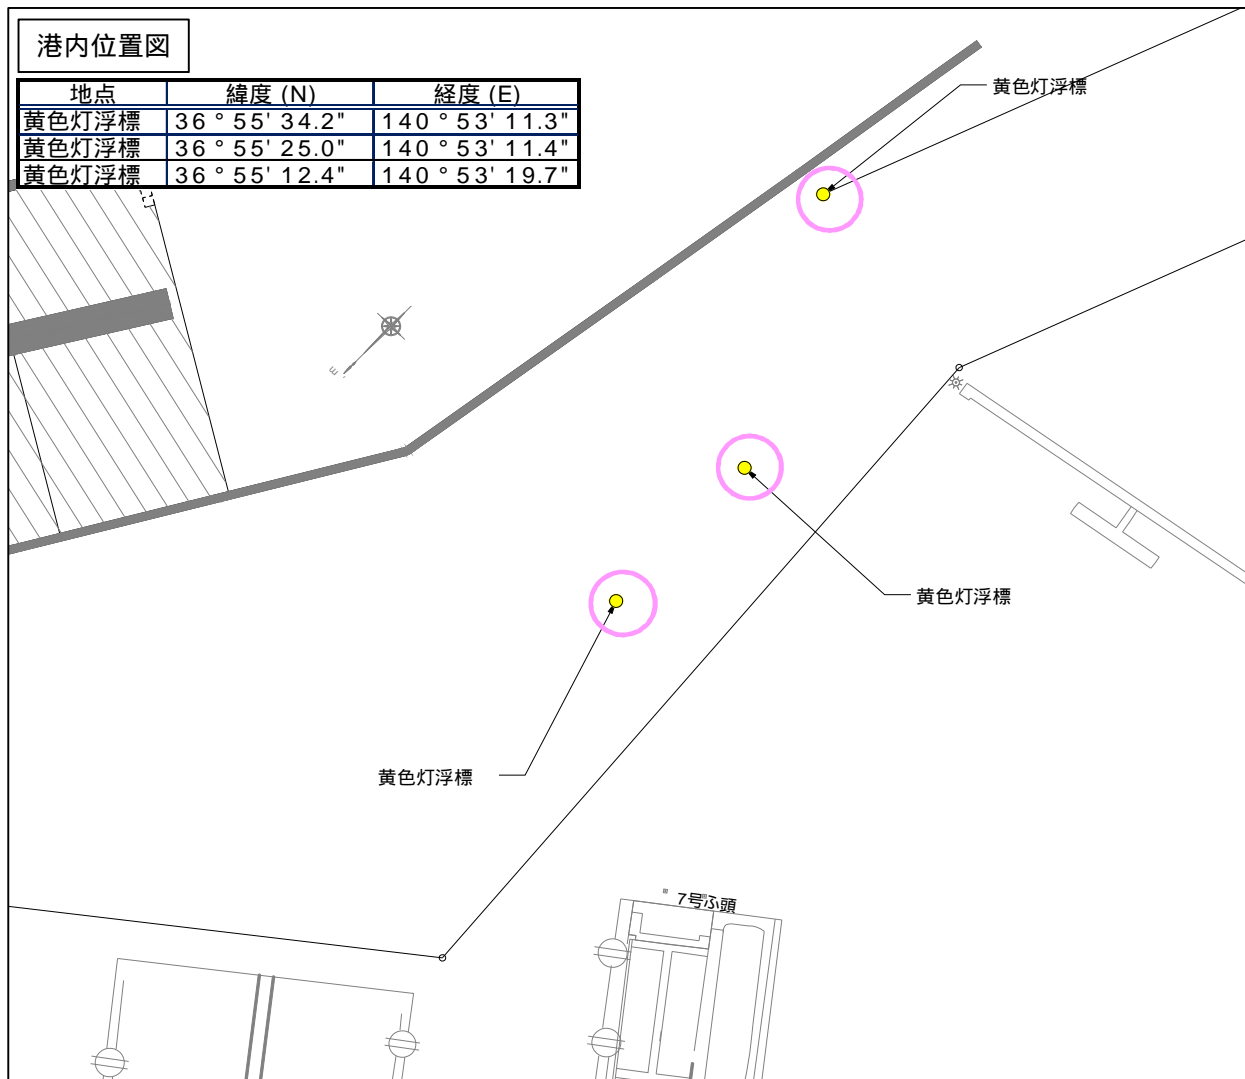 港内位置図
地点 緯度 (N) 経度 (E)
黄色灯浮標 36 ° 55' 34.2" 140 ° 53' 11.3"
黄色灯浮標 36 ° 55' 25.0" 140 ° 53' 11.4"
黄色灯浮標 36 ° 55' 12.4" 140 ° 53' 19.7"
黄色灯浮標
E
黄色灯浮標
黄色灯浮標
7号ふ頭